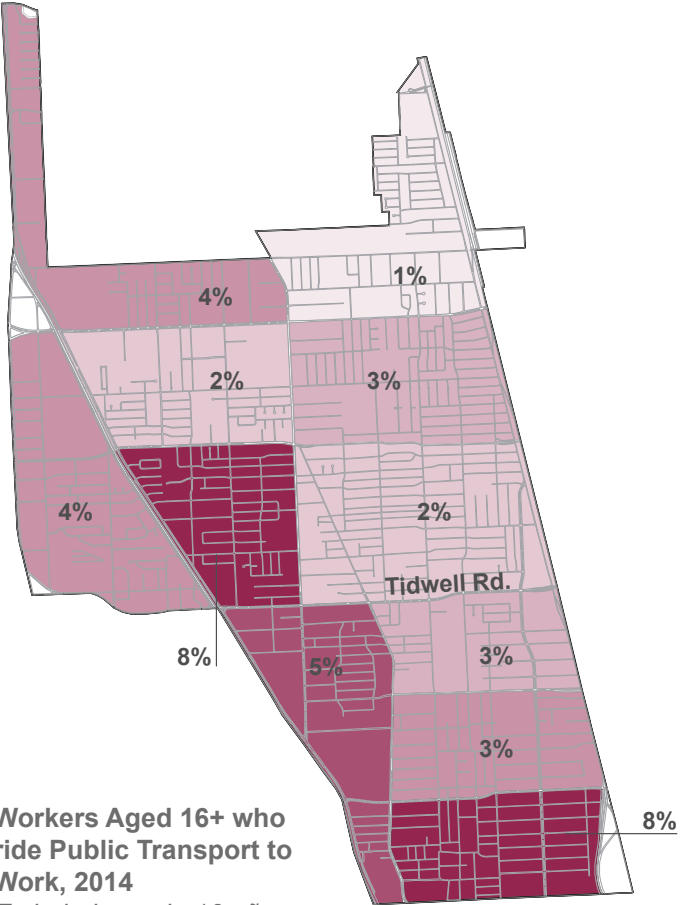 1%
4%
2%
3%
4%
2%
Tidwell Rd.
8%
5%
3%
3%
8%
Workers Aged 16+ who
ride Public Transport to
Work, 2014